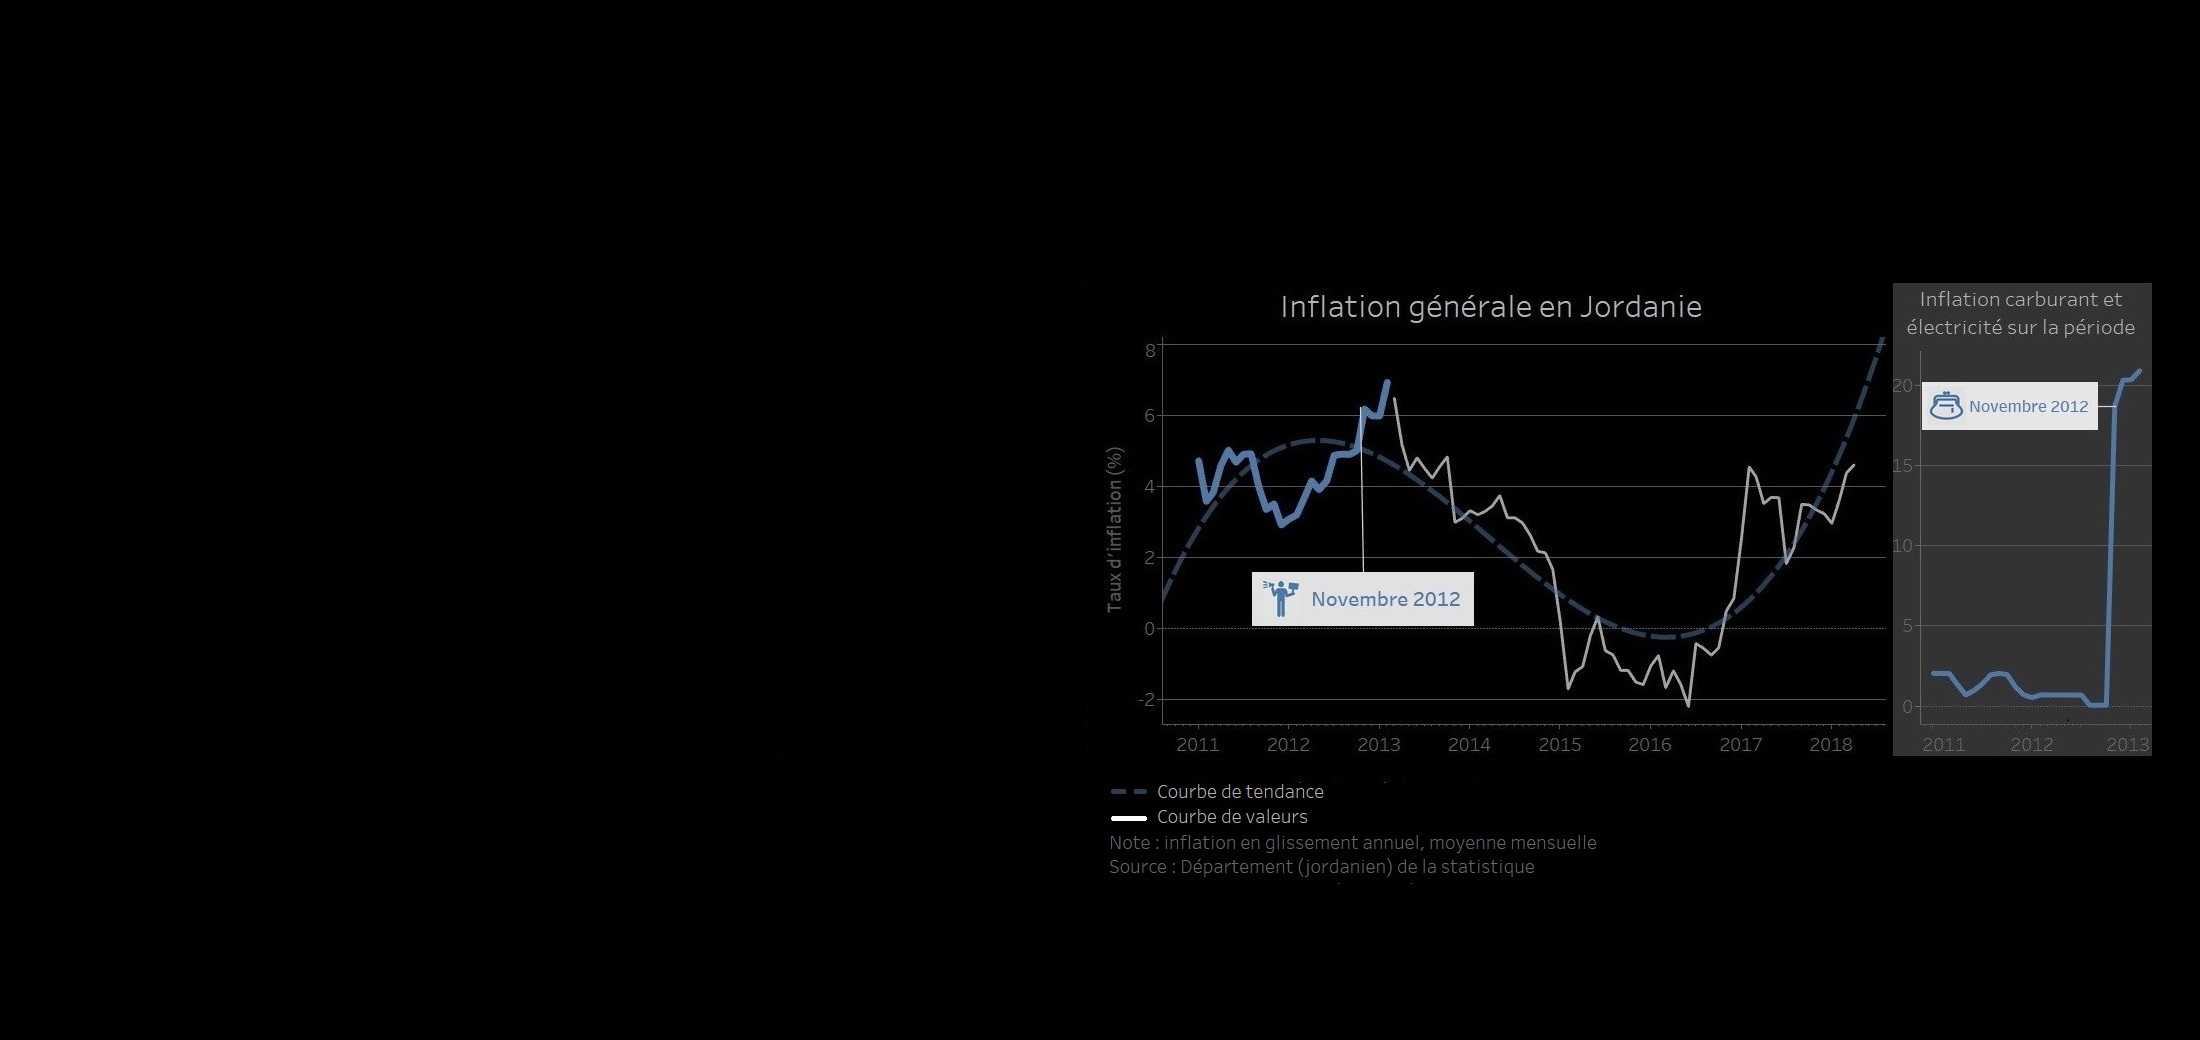 Inflation générale en Jordanie
Taux d'inflation (%)
8
6
4
2
0
-2
2011 2012 2013 2014 2015 2016 2017 2018
Novembre 2012
Courbe de tendance
Courbe de valeurs
Note : inflation en glissement annuel, moyenne mensuelle
Source : Département (jordanien) de la statistique
Inflation carburant et
électricité sur la période
20
15
10
5
0
2011 2012 2013
Novembre 2012